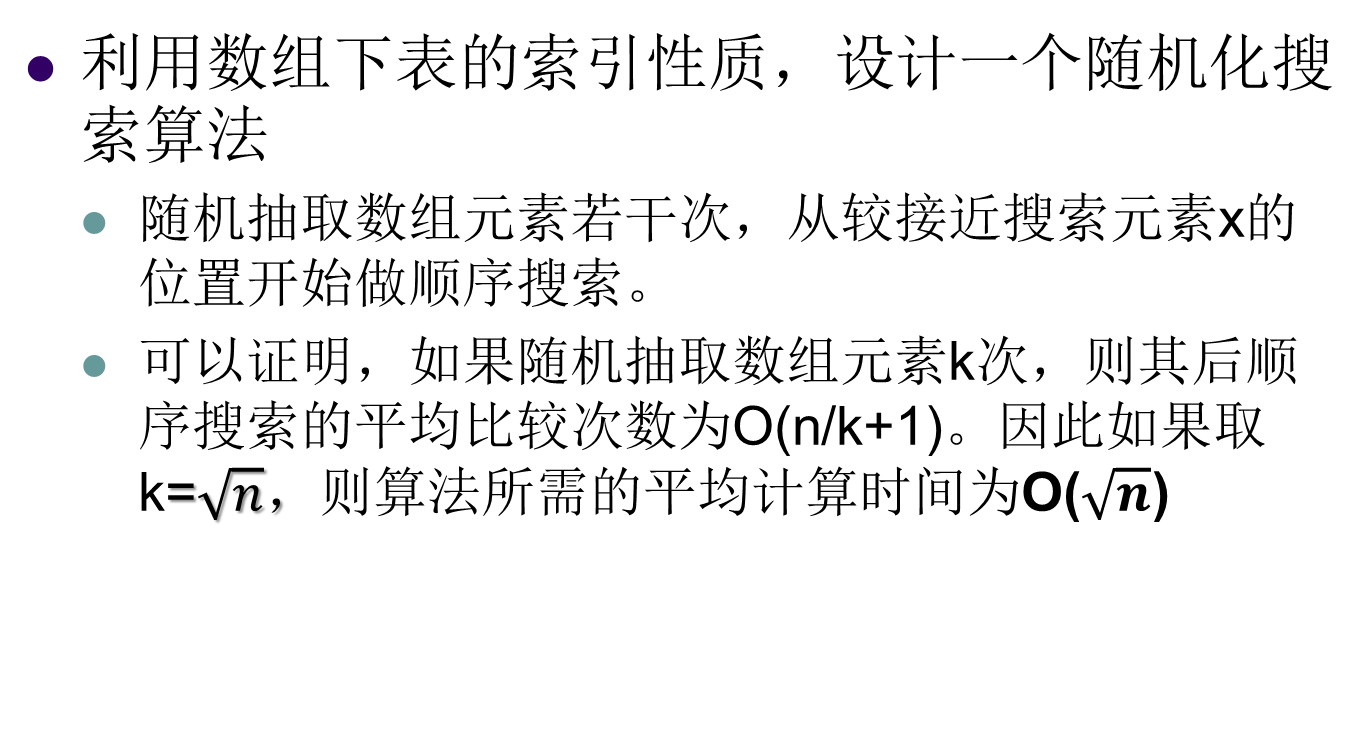 利用数组下表的索引性质，设计一个随机化搜
索算法
随机抽取数组元素若干次，从较接近搜索元素x的
位置开始做顺序搜索。
可以证明，如果随机抽取数组元素k次，则其后顺
序搜索的平均比较次数为O(n/k+1)。因此如果取
k=√n，则算法所需的平均计算时间为O(√n)